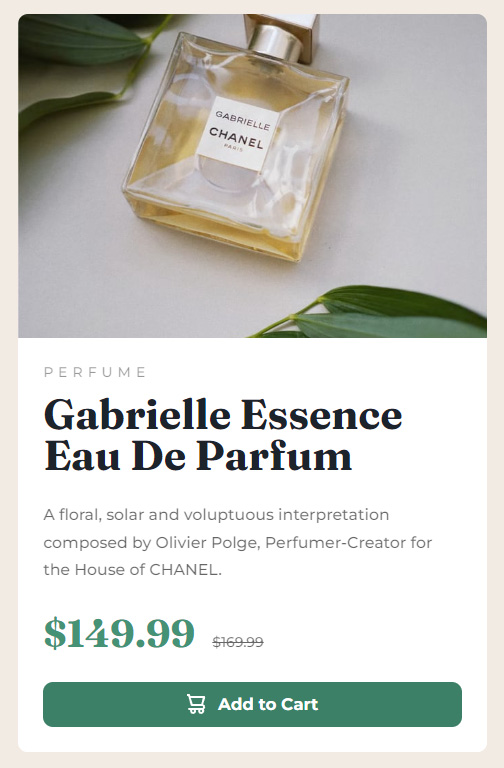 GABRIELLE
CHANEL
PARIS
PERFUME
Gabrielle Essence
Eau De Parfum
A floral, solar and voluptuous interpretation
composed by Olivier Polge, Perfumer-Creator for
the House of CHANEL.
$149.99 $169.99
Add to Cart